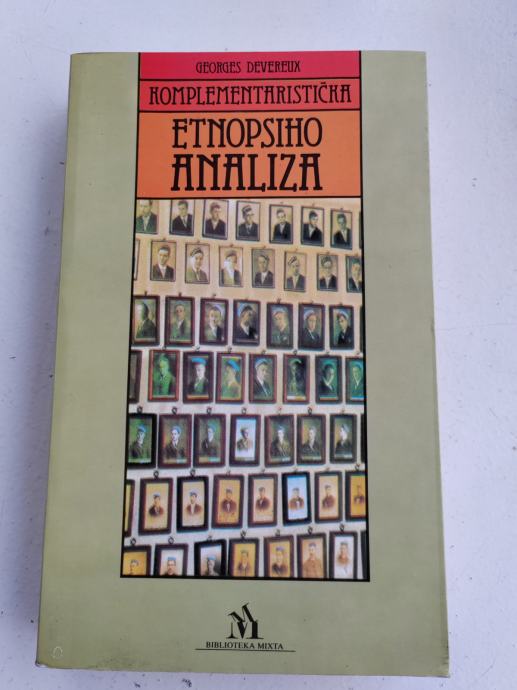 GEORGES DEVEREUX
KOMPLEMENTARISTIČKA
ETNOPSIHO
ANALIZA
M
BIBLIOTEKA MIXTA